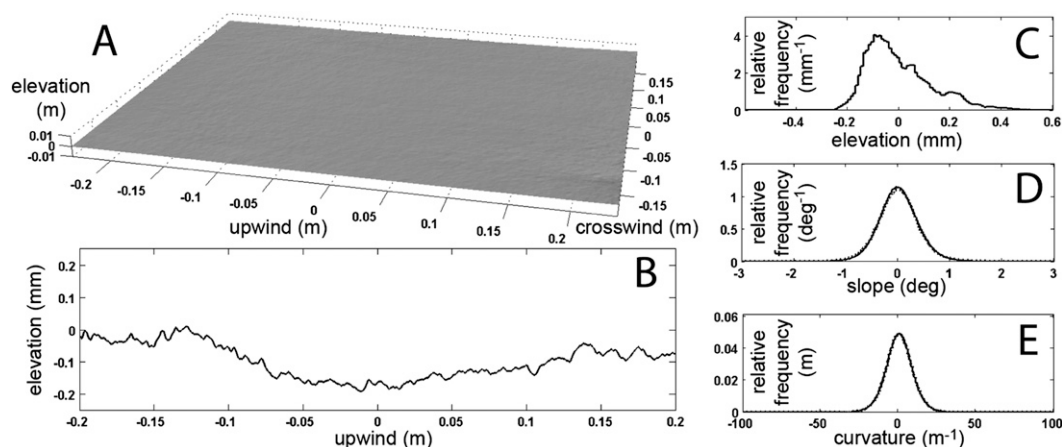 A
elevation
(m)
0.01
0
-0.01
-0.2
-0.15
-0.1
-0.05
0
0.05
0.1
0.15
0.2
upwind (m)
0.15
0.1
0.05
0
-0.05
-0.1
-0.15
crosswind (m)
B
elevation (mm)
0.2
0.1
0
-0.1
-0.2
-0.2 -0.15 -0.1 -0.05 0 0.05 0.1 0.15 0.2
upwind (m)
C
relative
frequency
(mm⁻¹)
4
2
0
-0.4 -0.2 0 0.2 0.4 0.6
elevation (mm)
D
relative
frequency
(deg⁻¹)
1.5
1
0.5
0
-3 -2 -1 0 1 2 3
slope (deg)
E
relative
frequency
(m)
0.06
0.04
0.02
0
-100 -50 0 50 100
curvature (m⁻¹)